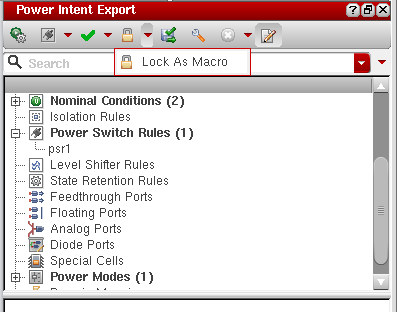 Power Intent Export
Search
Lock As Macro
Nominal Conditions (2)
Isolation Rules
Power Switch Rules (1)
psr1
Level Shifter Rules
State Retention Rules
Feedthrough Ports
Floating Ports
Analog Ports
Diode Ports
Special Cells
Power Modes (1)